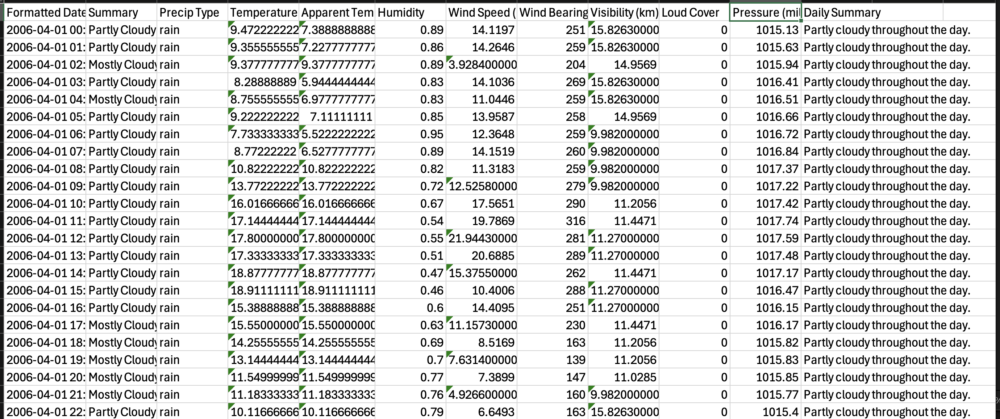 Formatted Date Summary Precip Type Temperature Apparent Tem Humidity Wind Speed ( Wind Bearing Visibility (km) Loud Cover Pressure (mil Daily Summary
2006-04-01 00: Partly Cloudy rain 9.472222222 7.3888888888 0.89 14.1197 251 15.82630000 0 1015.13 Partly cloudy throughout the day.
2006-04-01 01: Partly Cloudy rain 9.355555555 7.2277777777 0.86 14.2646 259 15.82630000 0 1015.63 Partly cloudy throughout the day.
2006-04-01 02: Mostly Cloudy rain 9.377777777 9.3777777777 0.89 3.928400000 204 14.9569 0 1015.94 Partly cloudy throughout the day.
2006-04-01 03: Partly Cloudy rain 8.28888889 5.9444444444 0.83 14.1036 269 15.82630000 0 1016.41 Partly cloudy throughout the day.
2006-04-01 04: Mostly Cloudy rain 8.755555555 6.9777777777 0.83 11.0446 259 15.82630000 0 1016.51 Partly cloudy throughout the day.
2006-04-01 05: Partly Cloudy rain 9.222222222 7.11111111 0.85 13.9587 258 14.9569 0 1016.66 Partly cloudy throughout the day.
2006-04-01 06: Partly Cloudy rain 7.733333333 5.5222222222 0.95 12.3648 259 9.982000000 0 1016.72 Partly cloudy throughout the day.
2006-04-01 07: Partly Cloudy rain 8.77222222 6.5277777777 0.89 14.1519 260 9.982000000 0 1016.84 Partly cloudy throughout the day.
2006-04-01 08: Partly Cloudy rain 10.82222222 10.822222222 0.82 11.3183 259 9.982000000 0 1017.37 Partly cloudy throughout the day.
2006-04-01 09: Partly Cloudy rain 13.77222222 13.772222222 0.72 12.52580000 279 9.982000000 0 1017.22 Partly cloudy throughout the day.
2006-04-01 10: Partly Cloudy rain 16.01666666 16.016666666 0.67 17.5651 290 11.2056 0 1017.42 Partly cloudy throughout the day.
2006-04-01 11: Partly Cloudy rain 17.14444444 17.144444444 0.54 19.7869 316 11.4471 0 1017.74 Partly cloudy throughout the day.
2006-04-01 12: Partly Cloudy rain 17.80000000 17.800000000 0.55 21.94430000 281 11.27000000 0 1017.59 Partly cloudy throughout the day.
2006-04-01 13: Partly Cloudy rain 17.33333333 17.333333333 0.51 20.6885 289 11.27000000 0 1017.48 Partly cloudy throughout the day.
2006-04-01 14: Partly Cloudy rain 18.87777777 18.877777777 0.47 15.37550000 262 11.4471 0 1017.17 Partly cloudy throughout the day.
2006-04-01 15: Partly Cloudy rain 18.91111111 18.911111111 0.46 10.4006 288 11.27000000 0 1016.47 Partly cloudy throughout the day.
2006-04-01 16: Partly Cloudy rain 15.38888888 15.388888888 0.6 14.4095 251 11.27000000 0 1016.15 Partly cloudy throughout the day.
2006-04-01 17: Mostly Cloudy rain 15.55000000 15.550000000 0.63 11.15730000 230 11.4471 0 1016.17 Partly cloudy throughout the day.
2006-04-01 18: Mostly Cloudy rain 14.25555555 14.255555555 0.69 8.5169 163 11.2056 0 1015.82 Partly cloudy throughout the day.
2006-04-01 19: Mostly Cloudy rain 13.14444444 13.144444444 0.7 7.631400000 139 11.2056 0 1015.83 Partly cloudy throughout the day.
2006-04-01 20: Mostly Cloudy rain 11.54999999 11.549999999 0.77 7.3899 147 11.0285 0 1015.85 Partly cloudy throughout the day.
2006-04-01 21: Mostly Cloudy rain 11.18333333 11.183333333 0.76 4.926600000 160 9.982000000 0 1015.77 Partly cloudy throughout the day.
2006-04-01 22: Partly Cloudy rain 10.11666666 10.116666666 0.79 6.6493 163 15.82630000 0 1015.4 Partly cloudy throughout the day.